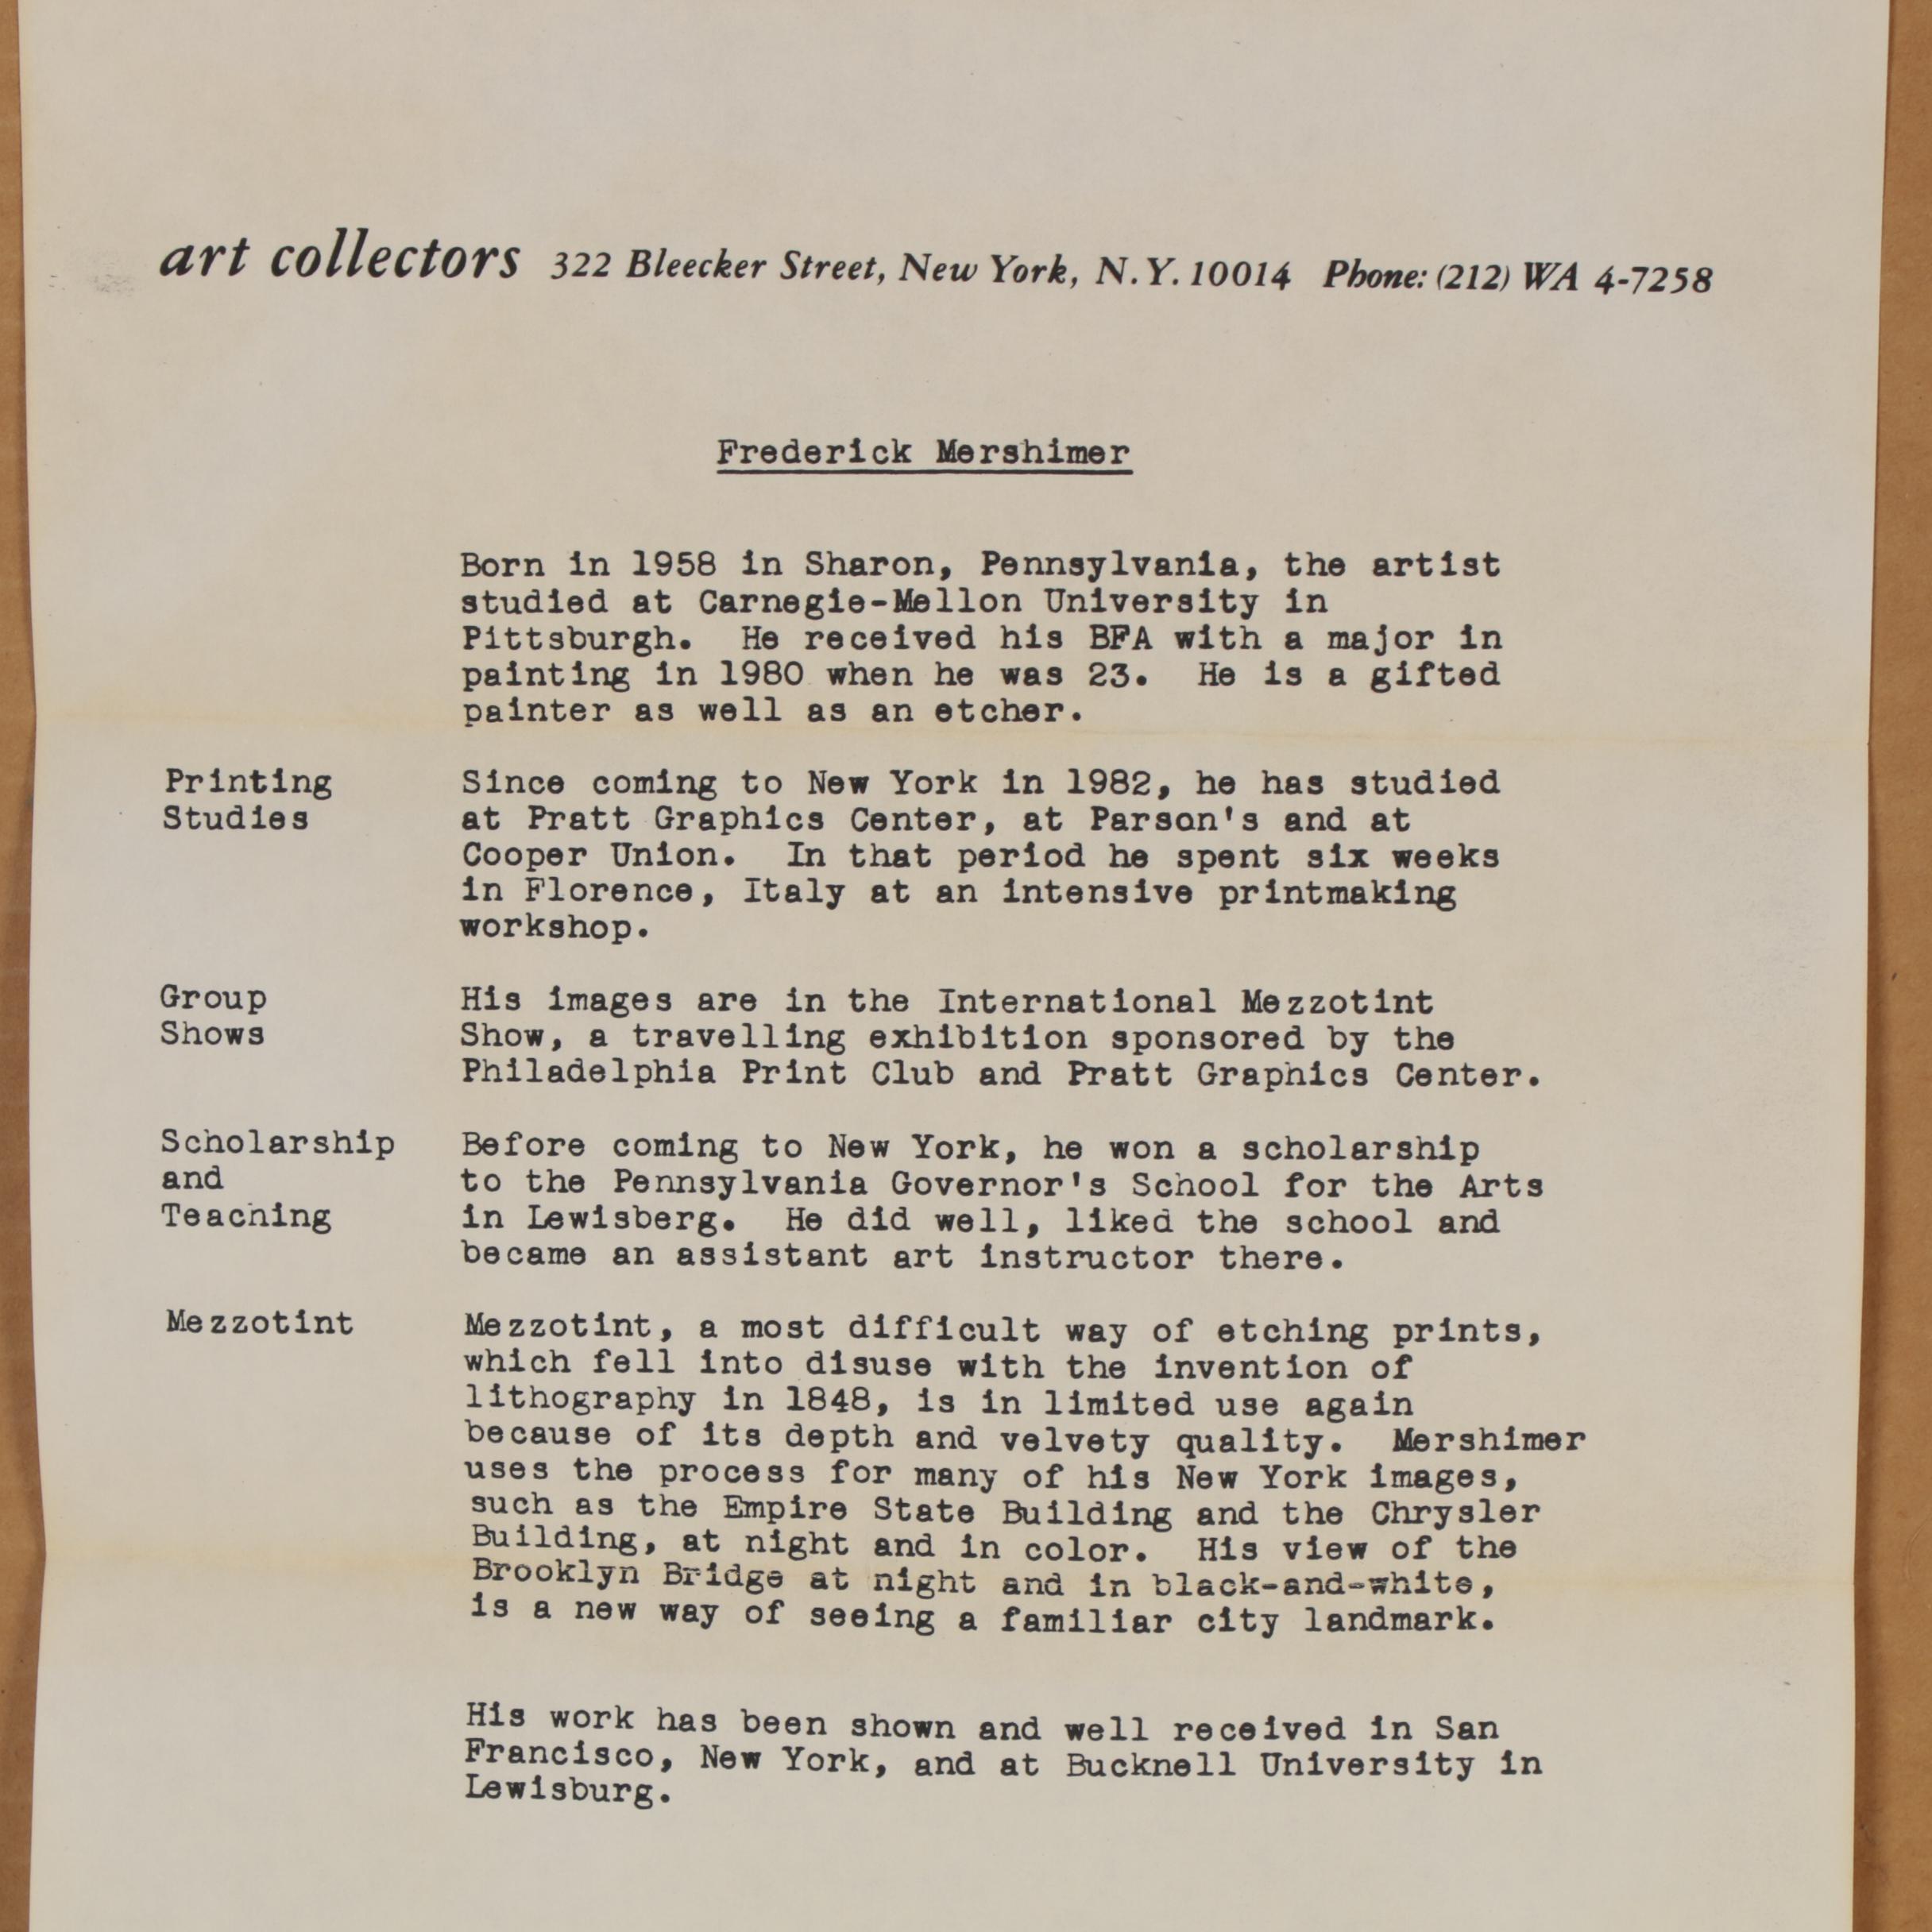 art collectors 322 Bleecker Street, New York, N.Y. 10014 Phone: (212) WA 4-7258
Frederick Mershimer
Born in 1958 in Sharon, Pennsylvania, the artist
studied at Carnegie-Mellon University in
Pittsburgh. He received his BFA with a major in
painting in 1980 when he was 23. He is a gifted
painter as well as an etcher.
Printing
Studies
Since coming to New York in 1982, he has studied
at Pratt Graphics Center, at Parson's and at
Cooper Union. In that period he spent six weeks
in Florence, Italy at an intensive printmaking
workshop.
Group
Shows
His images are in the International Mezzotint
Show, a travelling exhibition sponsored by the
Philadelphia Print Club and Pratt Graphics Center.
Scholarship
and
Teaching
Before coming to New York, he won a scholarship
to the Pennsylvania Governor's School for the Arts
in Lewisberg. He did well, liked the school and
became an assistant art instructor there.
Mezzotint
Mezzotint, a most difficult way of etching prints,
which fell into disuse with the invention of
lithography in 1848, is in limited use again
because of its depth and velvety quality. Mershimer
uses the process for many of his New York images,
such as the Empire State Building and the Chrysler
Building, at night and in color. His view of the
Brooklyn Bridge at night and in black-and-white,
is a new way of seeing a familiar city landmark.
His work has been shown and well received in San
Francisco, New York, and at Bucknell University in
Lewisburg.